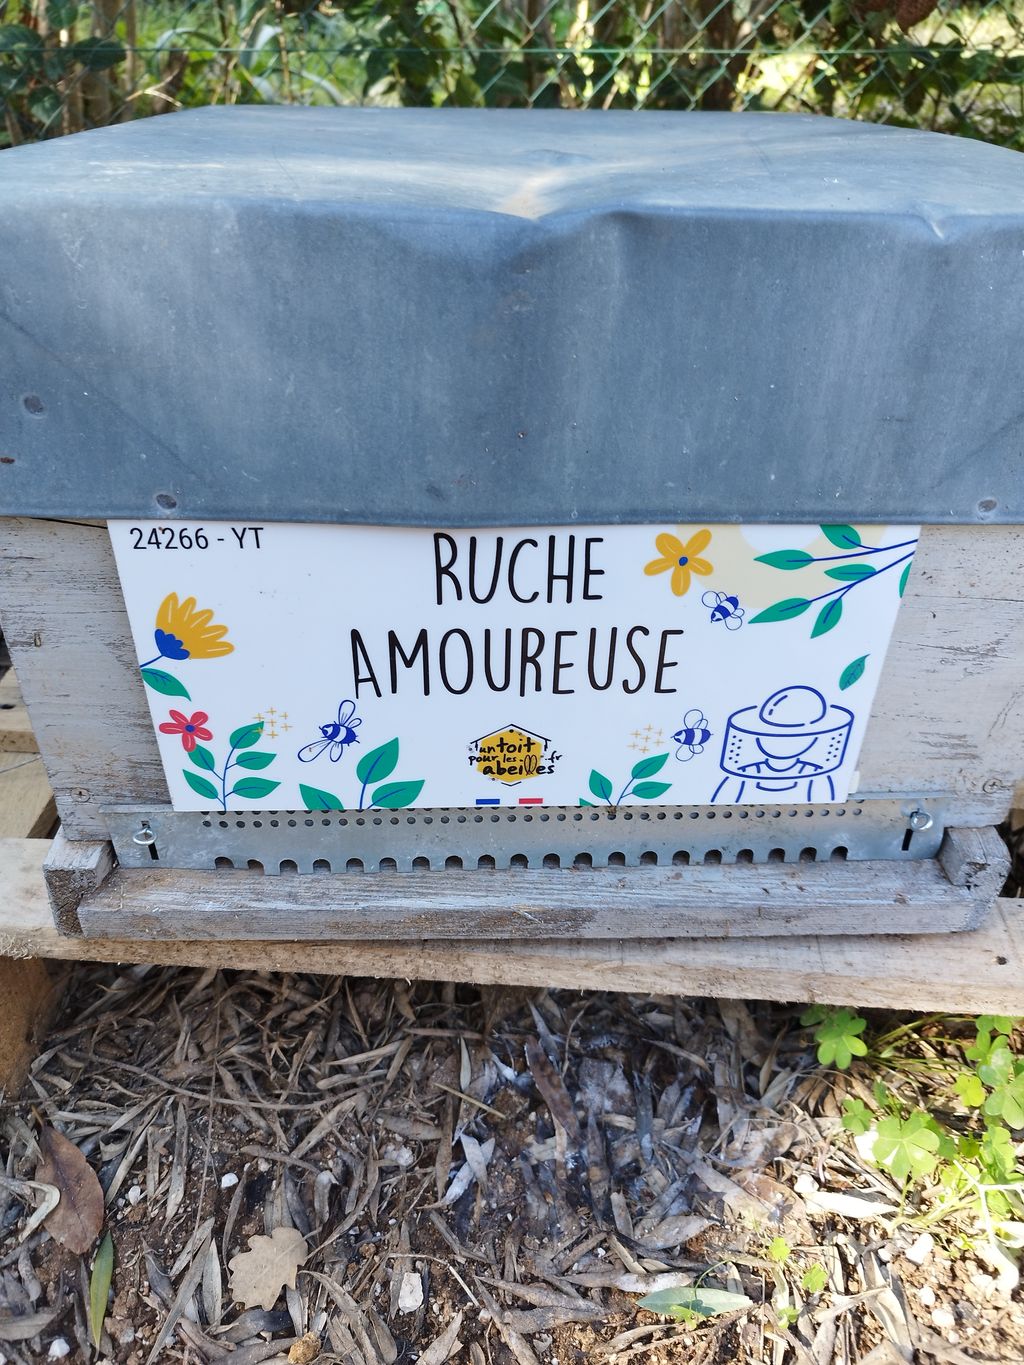 24266 - YT
RUCHE
AMOUREUSE
un toit
pour les .fr
abeilles